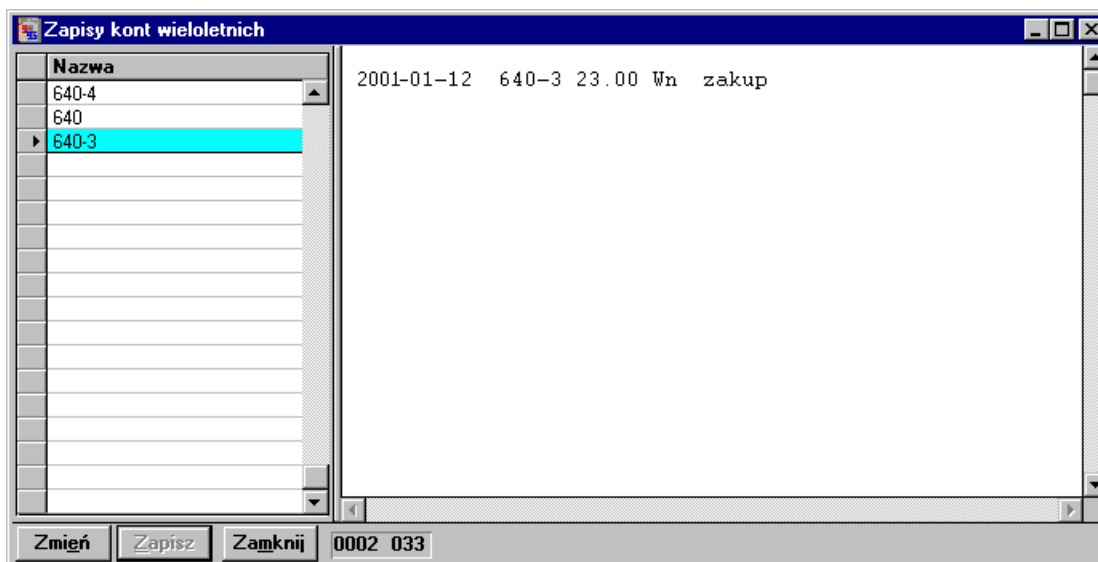 Zapisy kont wieloletnich
Nazwa
640-4
640
640-3
2001-01-12 640-3 23.00 Wn zakup
Zmień Zapisz Zamknij 0002 033